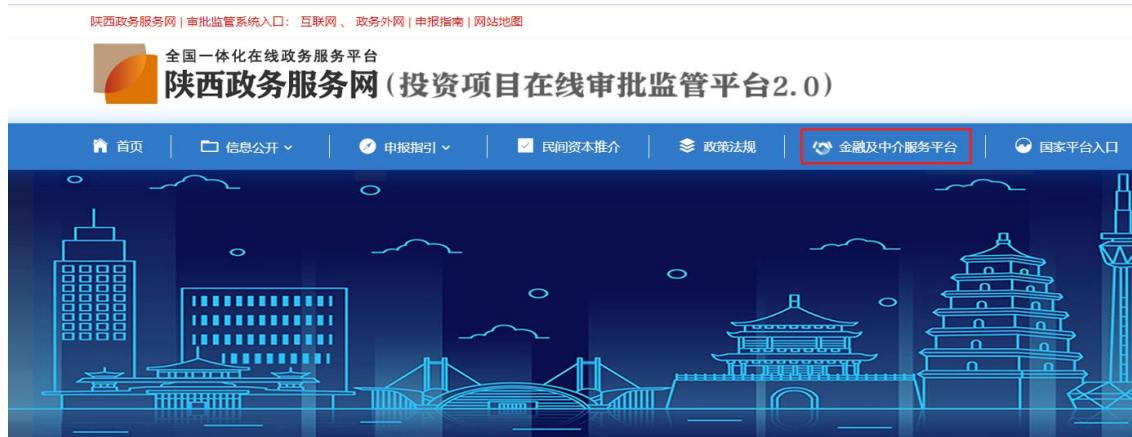 陕西政务服务网 | 审批监管系统入口： 互联网 、 政务外网 | 申报指南 | 网站地图
全国一体化在线政务服务平台
陕西政务服务网(投资项目在线审批监管平台2.0)
首页 信息公开 申报指引 民间资本推介 政策法规 金融及中介服务平台 国家平台入口